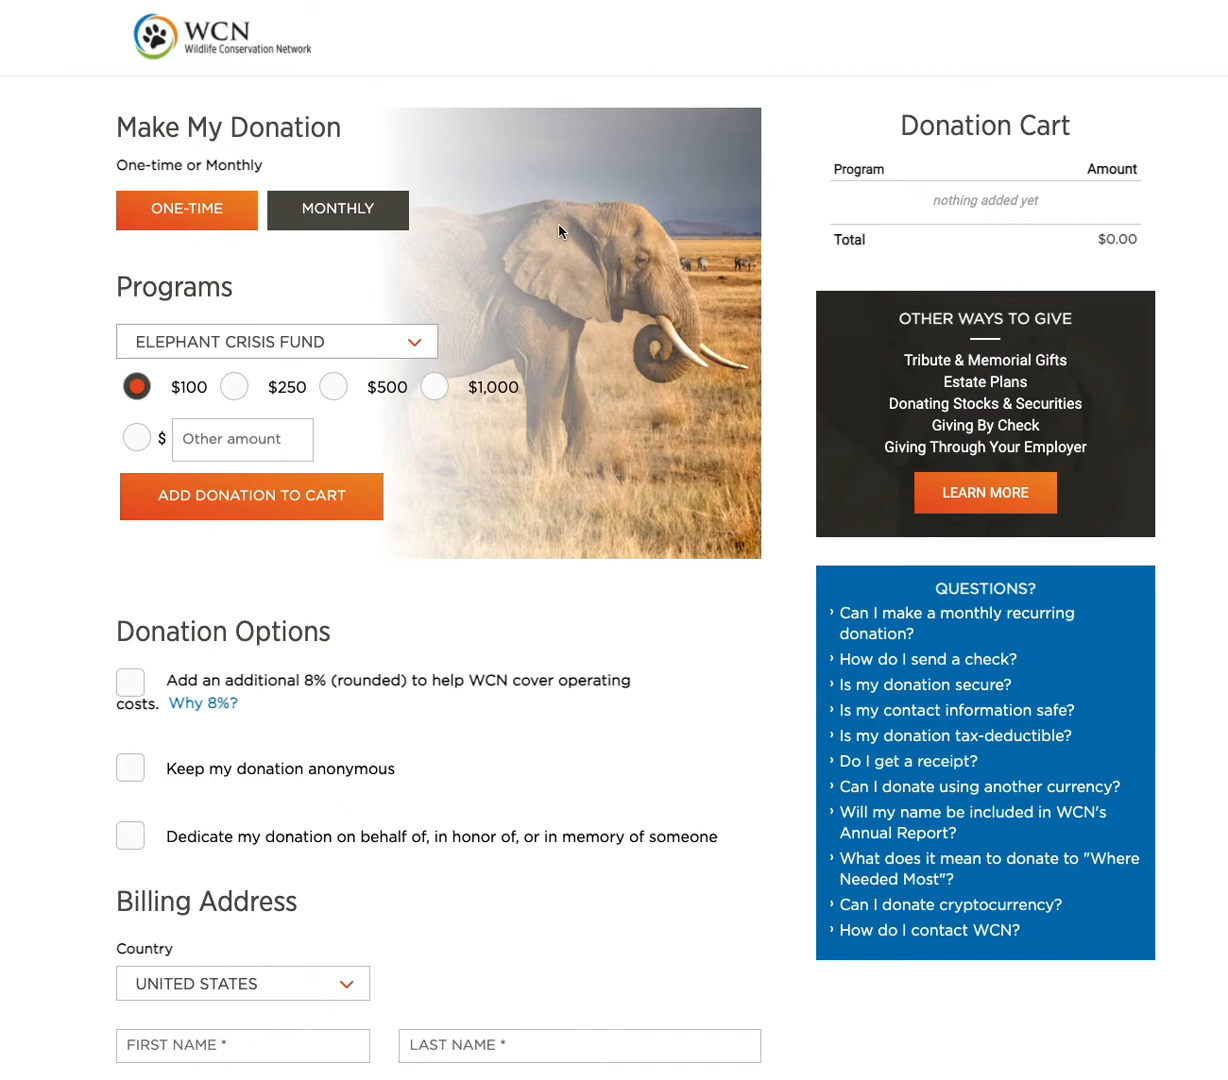 WCN
Wildlife Conservation Network
Make My Donation
One-time or Monthly
ONE-TIME
MONTHLY
Programs
ELEPHANT CRISIS FUND
$100
$250
$500
$1,000
$ Other amount
ADD DONATION TO CART
Donation Options
Add an additional 8% (rounded) to help WCN cover operating
costs. Why 8%?
Keep my donation anonymous
Dedicate my donation on behalf of, in honor of, or in memory of someone
Billing Address
Country
UNITED STATES
FIRST NAME *
LAST NAME *
Donation Cart
Program Amount
nothing added yet
Total $0.00
OTHER WAYS TO GIVE
Tribute & Memorial Gifts
Estate Plans
Donating Stocks & Securities
Giving By Check
Giving Through Your Employer
LEARN MORE
QUESTIONS?
› Can I make a monthly recurring
donation?
› How do I send a check?
› Is my donation secure?
› Is my contact information safe?
› Is my donation tax-deductible?
› Do I get a receipt?
› Can I donate using another currency?
› Will my name be included in WCN's
Annual Report?
› What does it mean to donate to "Where
Needed Most"?
› Can I donate cryptocurrency?
› How do I contact WCN?